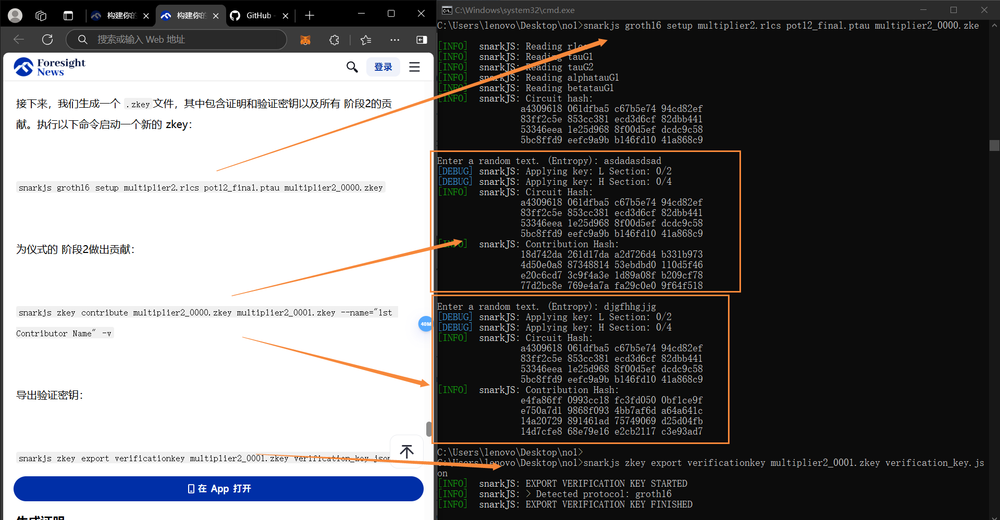 构建你的
构建你的
GitHub
搜索或输入 Web 地址
Foresight
News
登录
接下来，我们生成一个 .zkey文件，其中包含证明和验证密钥以及所有 阶段2的贡
献。执行以下命令启动一个新的 zkey：
snarkjs groth16 setup multiplier2.r1cs pot12_final.ptau multiplier2_0000.zkey
为仪式的 阶段2做出贡献：
snarkjs zkey contribute multiplier2_0000.zkey multiplier2_0001.zkey --name="1st
Contributor Name" -v
40M
导出验证密钥：
snarkjs zkey export verificationkey multiplier2_0001.zkey verification_key.json
在 App 打开
生成证明
C:\Windows\system32\cmd.exe
C:\Users\lenovo\Desktop\nol>snarkjs groth16 setup multiplier2.r1cs pot12_final.ptau multiplier2_0000.zke
[INFO]  snarkJS: Reading r1cs
[INFO]  snarkJS: Reading tauG1
[INFO]  snarkJS: Reading tauG2
[INFO]  snarkJS: Reading alphatauG1
[INFO]  snarkJS: Reading betatauG1
[INFO]  snarkJS: Circuit hash:
a4309618 061dfba5 c67b5e74 94cd82ef
83ff2c5e 853cc381 ecd3d6cf 82dbb441
53346eea 1e25d968 8f00d5ef dcdc9c58
5bc8ffd9 eefc9a9b b146fd10 41a868c9
Enter a random text. (Entropy): asdadasdsad
[DEBUG] snarkJS: Applying key: L Section: 0/2
[DEBUG] snarkJS: Applying key: H Section: 0/4
[INFO]  snarkJS: Circuit Hash:
a4309618 061dfba5 c67b5e74 94cd82ef
83ff2c5e 853cc381 ecd3d6cf 82dbb441
53346eea 1e25d968 8f00d5ef dcdc9c58
5bc8ffd9 eefc9a9b b146fd10 41a868c9
[INFO]  snarkJS: Contribution Hash:
18d742da 261d17da a2d726d4 b331b973
4d50e0a8 87348814 53ebdbd0 110d5f46
e20c6cd7 3c9f4a3e 1d89a08f b209cf78
77d2bc8e 769e4a7a fa29c0e0 9f64f518
Enter a random text. (Entropy): djgfhhgjjg
[DEBUG] snarkJS: Applying key: L Section: 0/2
[DEBUG] snarkJS: Applying key: H Section: 0/4
[INFO]  snarkJS: Circuit Hash:
a4309618 061dfba5 c67b5e74 94cd82ef
83ff2c5e 853cc381 ecd3d6cf 82dbb441
53346eea 1e25d968 8f00d5ef dcdc9c58
5bc8ffd9 eefc9a9b b146fd10 41a868c9
[INFO]  snarkJS: Contribution Hash:
e4fa86ff 0993cc18 fc3fd050 0bf1ce9f
e750a7d1 9868f093 4bb7af6d a64a641c
14a20729 891461ad 75749069 d25d04fb
14d7cfe8 68e79e16 e2cb2117 c3e93ad7
C:\Users\lenovo\Desktop\nol>
C:\Users\lenovo\Desktop\nol>snarkjs zkey export verificationkey multiplier2_0001.zkey verification_key.js
on
[INFO]  snarkJS: EXPORT VERIFICATION KEY STARTED
[INFO]  snarkJS: > Detected protocol: groth16
[INFO]  snarkJS: EXPORT VERIFICATION KEY FINISHED